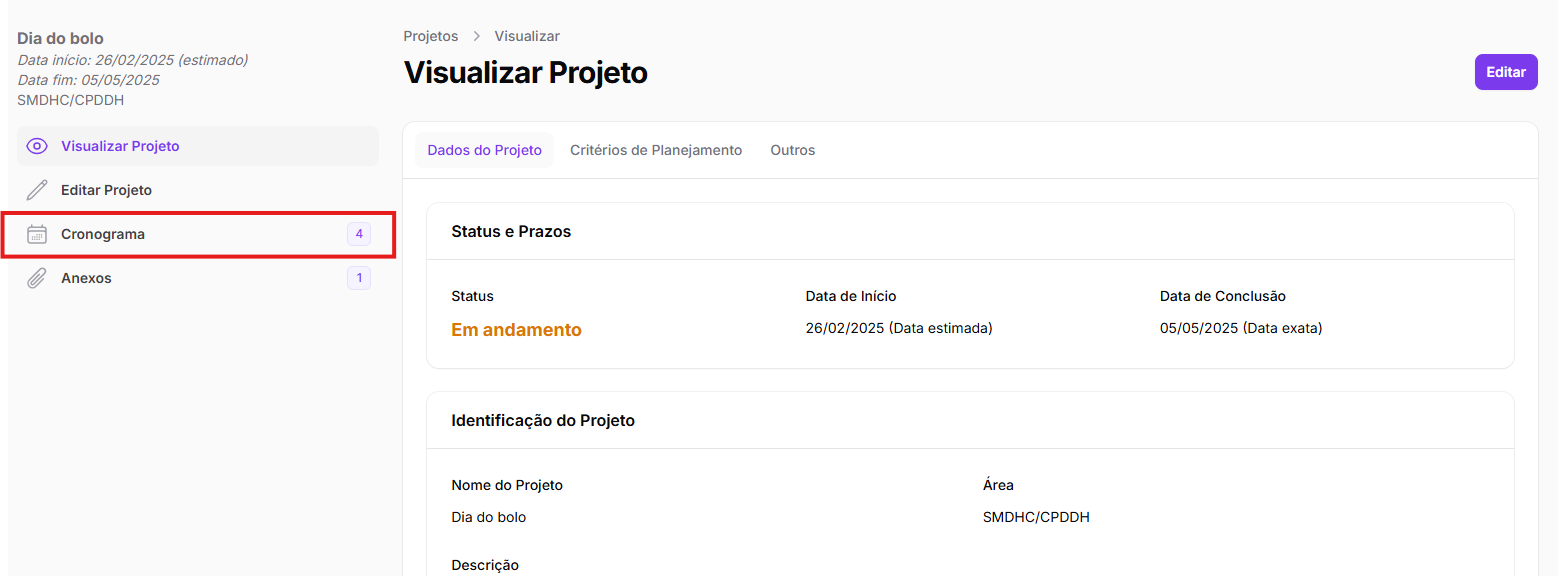 Dia do bolo
Data início: 26/02/2025 (estimado)
Data fim: 05/05/2025
SMDHC/CPDDH
Visualizar Projeto
Editar Projeto
Cronograma 4
Anexos 1
Projetos > Visualizar
Visualizar Projeto
Editar
Dados do Projeto Critérios de Planejamento Outros
Status e Prazos
Status Data de Início Data de Conclusão
Em andamento 26/02/2025 (Data estimada) 05/05/2025 (Data exata)
Identificação do Projeto
Nome do Projeto Área
Dia do bolo SMDHC/CPDDH
Descrição